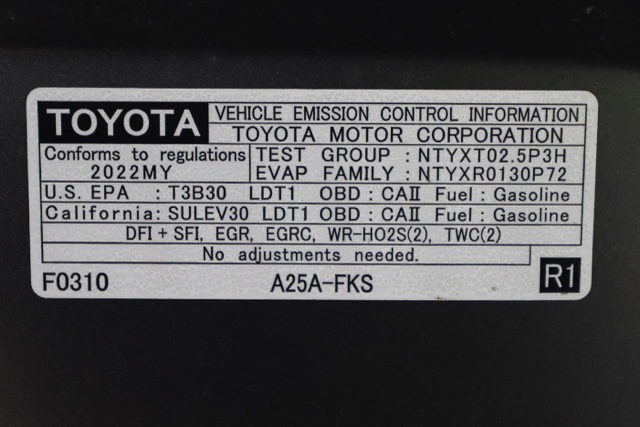 TOYOTA
VEHICLE EMISSION CONTROL INFORMATION
TOYOTA MOTOR CORPORATION
Conforms to regulations
2022MY
TEST GROUP : NTYXT02.5P3H
EVAP FAMILY : NTYXR0130P72
U.S. EPA : T3B30 LDT1 OBD : CAII Fuel : Gasoline
California: SULEV30 LDT1 OBD : CAII Fuel : Gasoline
DFI + SFI, EGR, EGRC, WR-HO2S(2), TWC(2)
No adjustments needed.
F0310 A25A-FKS R1